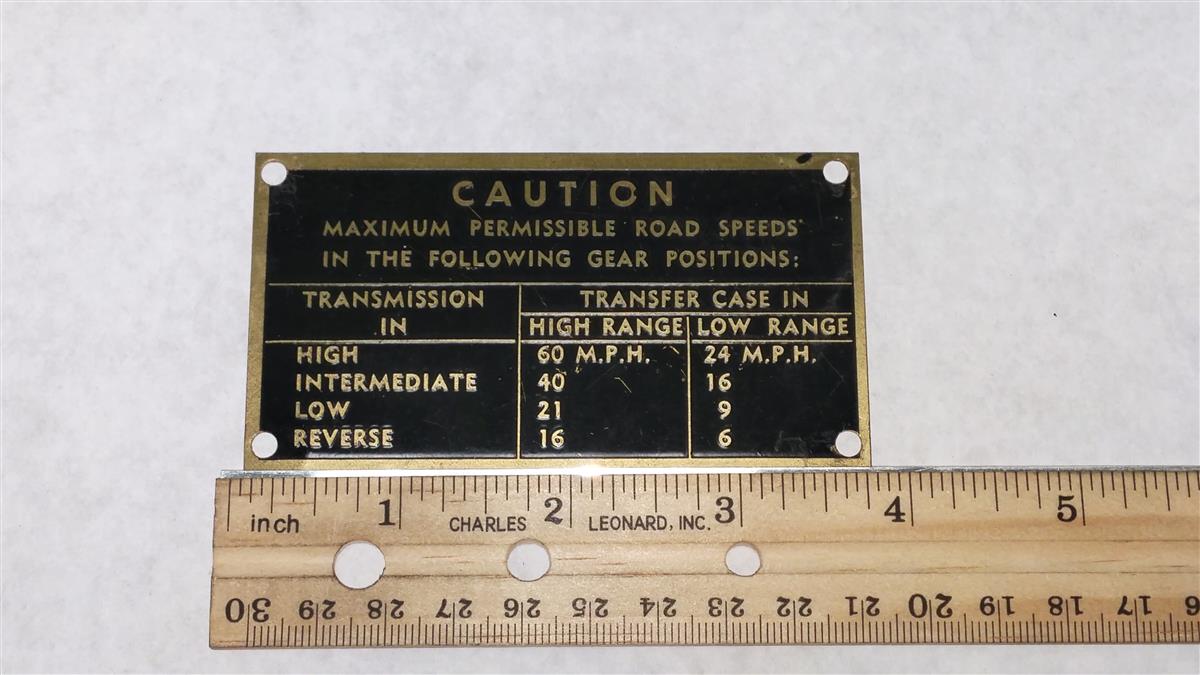 CAUTION
MAXIMUM PERMISSIBLE ROAD SPEEDS
IN THE FOLLOWING GEAR POSITIONS:
TRANSMISSION IN
TRANSFER CASE IN
HIGH RANGE LOW RANGE
HIGH 60 M.P.H. 24 M.P.H.
INTERMEDIATE 40 16
LOW 21 9
REVERSE 16 6
inch 1 CHARLES 2 LEONARD, INC. 3 4 5
30 29 28 27 26 25 24 23 22 21 20 19 18 17 16